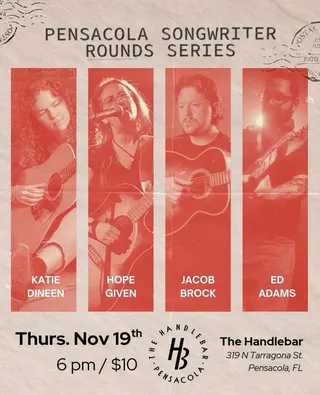 PENSACOLA SONGWRITER
ROUNDS SERIES
KATIE
DINEEN
HOPE
GIVEN
JACOB
BROCK
ED
ADAMS
Thurs. Nov 19th
6 pm / $10
THE HANDLEBAR
HB
PENSACOLA
The Handlebar
319 N Tarragona St.
Pensacola, FL